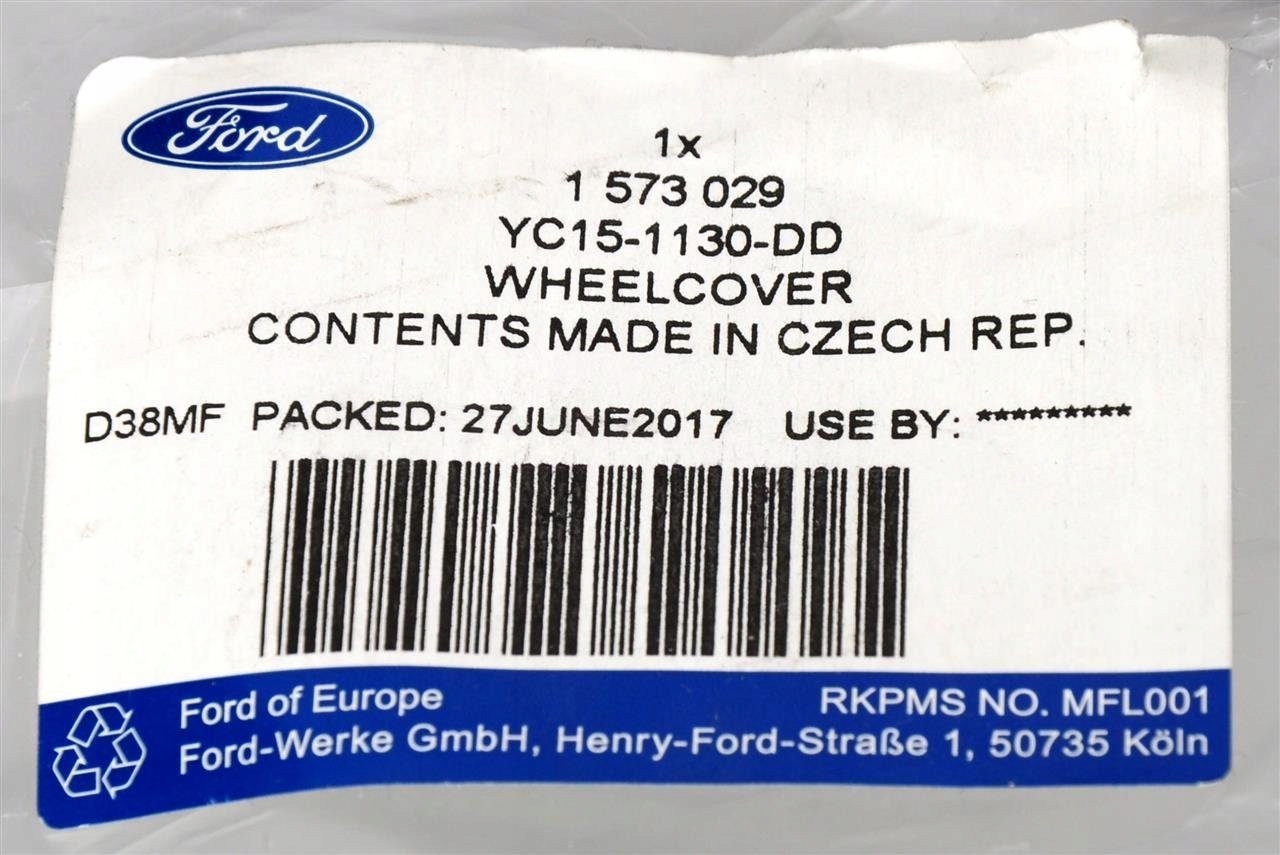 Ford
1x
1 573 029
YC15-1130-DD
WHEELCOVER
CONTENTS MADE IN CZECH REP.
D38MF PACKED: 27JUNE2017 USE BY: *********
Ford of Europe
RKPMS NO. MFL001
Ford-Werke GmbH, Henry-Ford-Straße 1, 50735 Köln